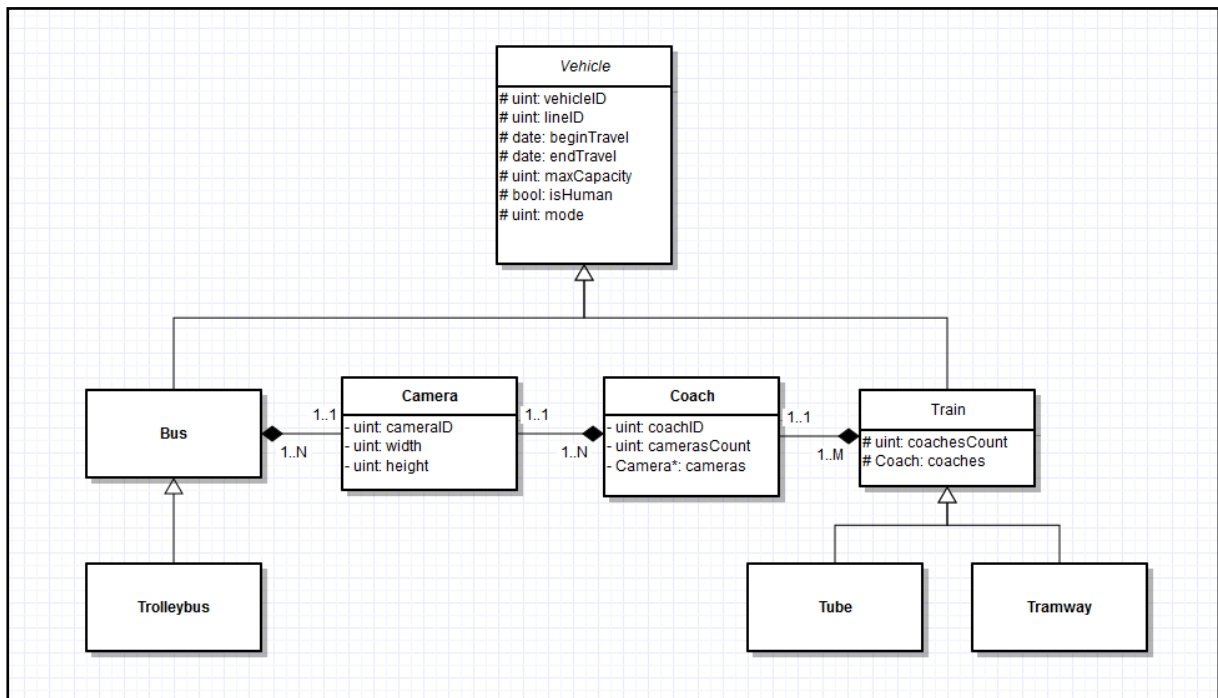 Vehicle
# uint: vehicleID
# uint: lineID
# date: beginTravel
# date: endTravel
# uint: maxCapacity
# bool: isHuman
# uint: mode
Bus
1..N
1..1
Camera
- uint: cameraID
- uint: width
- uint: height
1..1
1..N
Coach
- uint: coachID
- uint: camerasCount
- Camera*: cameras
1..1
1..M
Train
# uint: coachesCount
# Coach: coaches
Trolleybus
Tube
Tramway